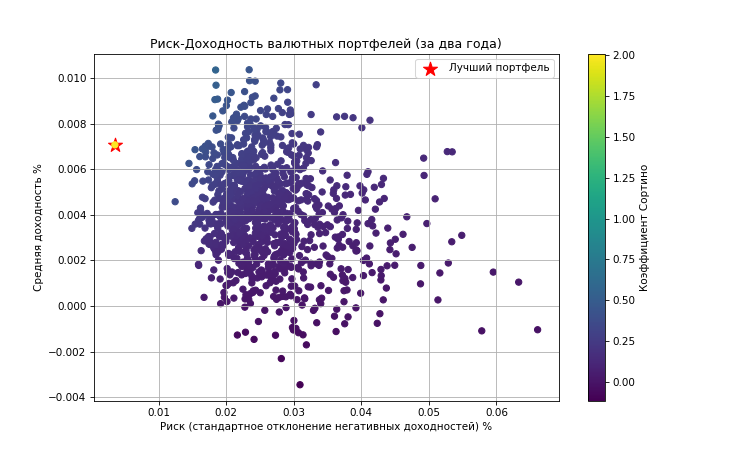 Риск-Доходность валютных портфелей (за два года)
Лучший портфель
Средняя доходность %
0.010
0.008
0.006
0.004
0.002
0.000
−0.002
−0.004
0.01 0.02 0.03 0.04 0.05 0.06
Риск (стандартное отклонение негативных доходностей) %
2.00
1.75
1.50
1.25
1.00
0.75
0.50
0.25
0.00
Коэффициент Сортино